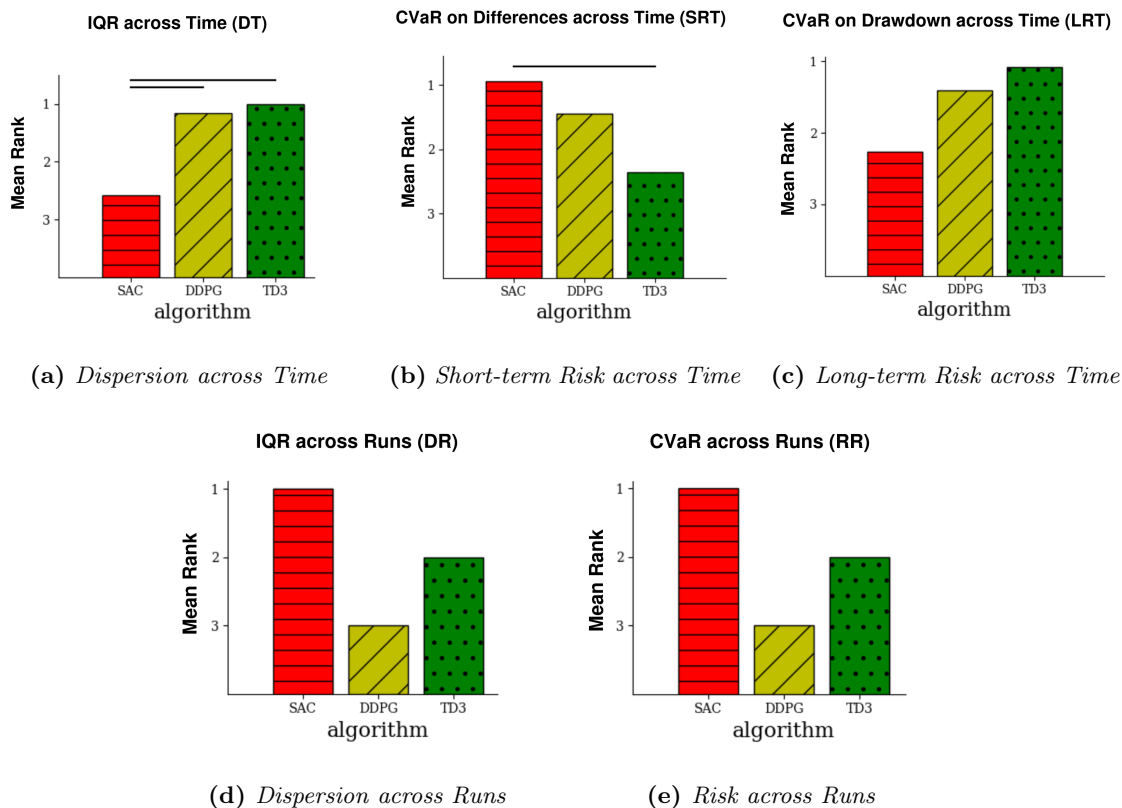 IQR across Time (DT)
Mean Rank
1
2
3
SAC DDPG TD3
algorithm
(a) Dispersion across Time
CVaR on Differences across Time (SRT)
Mean Rank
1
2
3
SAC DDPG TD3
algorithm
(b) Short-term Risk across Time
CVaR on Drawdown across Time (LRT)
Mean Rank
1
2
3
SAC DDPG TD3
algorithm
(c) Long-term Risk across Time
IQR across Runs (DR)
Mean Rank
1
2
3
SAC DDPG TD3
algorithm
(d) Dispersion across Runs
CVaR across Runs (RR)
Mean Rank
1
2
3
SAC DDPG TD3
algorithm
(e) Risk across Runs